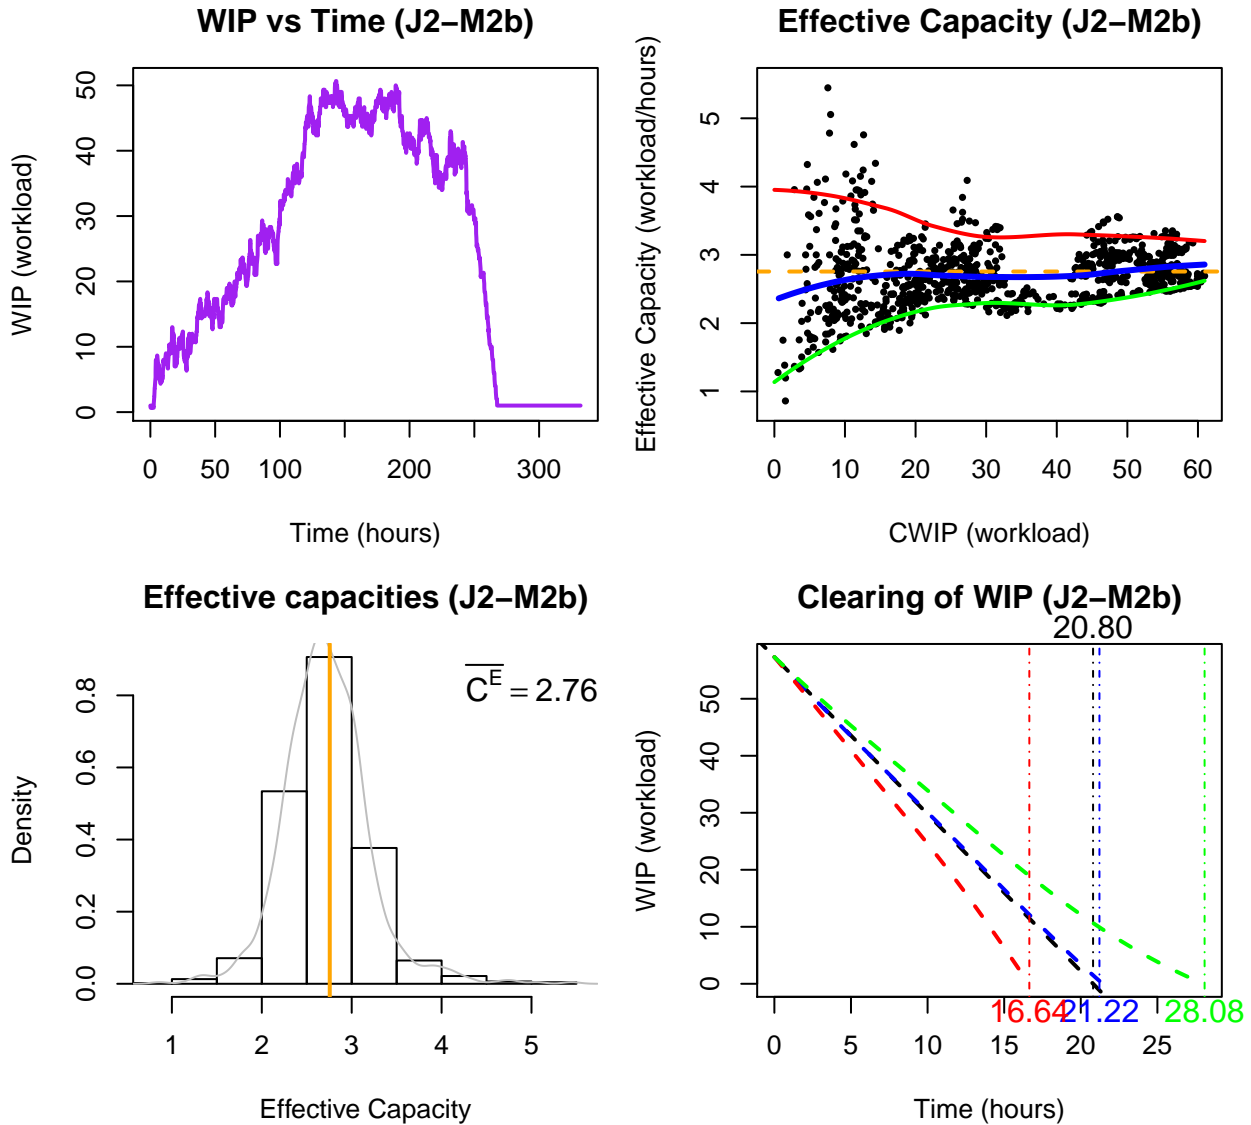 WIP vs Time (J2−M2b)
WIP (workload)
0 10 20 30 40 50
0 50 100 200 300
Time (hours)
Effective Capacity (J2−M2b)
Effective Capacity (workload/hours)
1 2 3 4 5
0 10 20 30 40 50 60
CWIP (workload)
Effective capacities (J2−M2b)
C^E = 2.76
Density
0.0 0.2 0.4 0.6 0.8
1 2 3 4 5
Effective Capacity
Clearing of WIP (J2−M2b)
20.80
WIP (workload)
0 10 20 30 40 50
16.64 21.22 28.08
0 5 10 15 20 25
Time (hours)